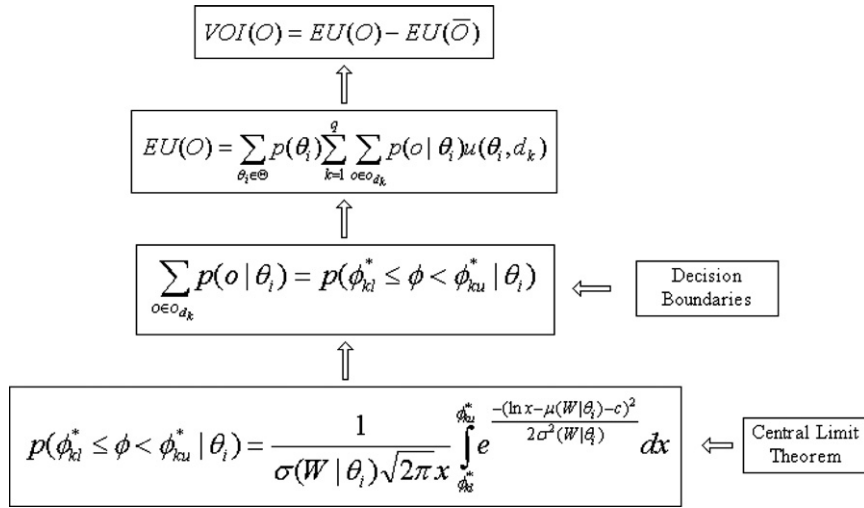 VOI(O) = EU(O) − EU(O̅)
EU(O) = ∑_{θ_i∈Θ} p(θ_i) ∑_{k=1}^{q} ∑_{o∈o_{d_k}} p(o | θ_i)u(θ_i, d_k)
∑_{o∈o_{d_k}} p(o | θ_i) = p(ϕ*_{kl} ≤ ϕ < ϕ*_{ku} | θ_i)
Decision
Boundaries
p(ϕ*_{kl} ≤ ϕ < ϕ*_{ku} | θ_i) = 1/(σ(W | θ_i)√(2π)x) ∫_{ϕ*_{kl}}^{ϕ*_{ku}} e^{−(ln x−μ(W|θ_i)−c)²/2σ²(W|θ_i)} dx
Central Limit
Theorem